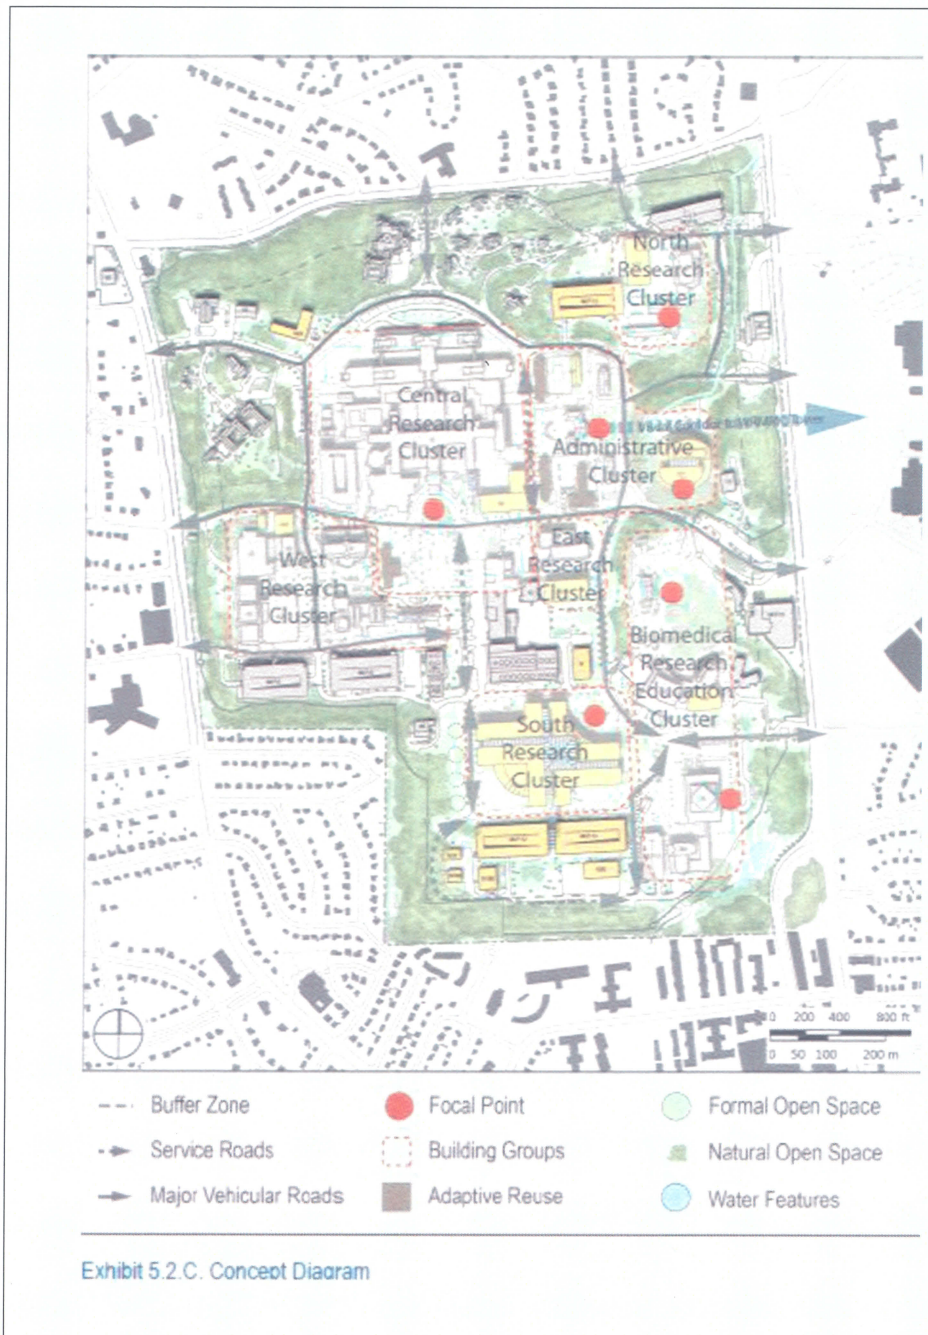 North
Research
Cluster
Central
Research
Cluster
Administrative
Cluster
East
Research
Cluster
West
Research
Cluster
Biomedical
Research
Education
Cluster
South
Research
Cluster
0 200 400 800 ft
0 50 100 200 m
Buffer Zone
Focal Point
Formal Open Space
Service Roads
Building Groups
Natural Open Space
Major Vehicular Roads
Adaptive Reuse
Water Features
Exhibit 5.2.C. Concept Diagram